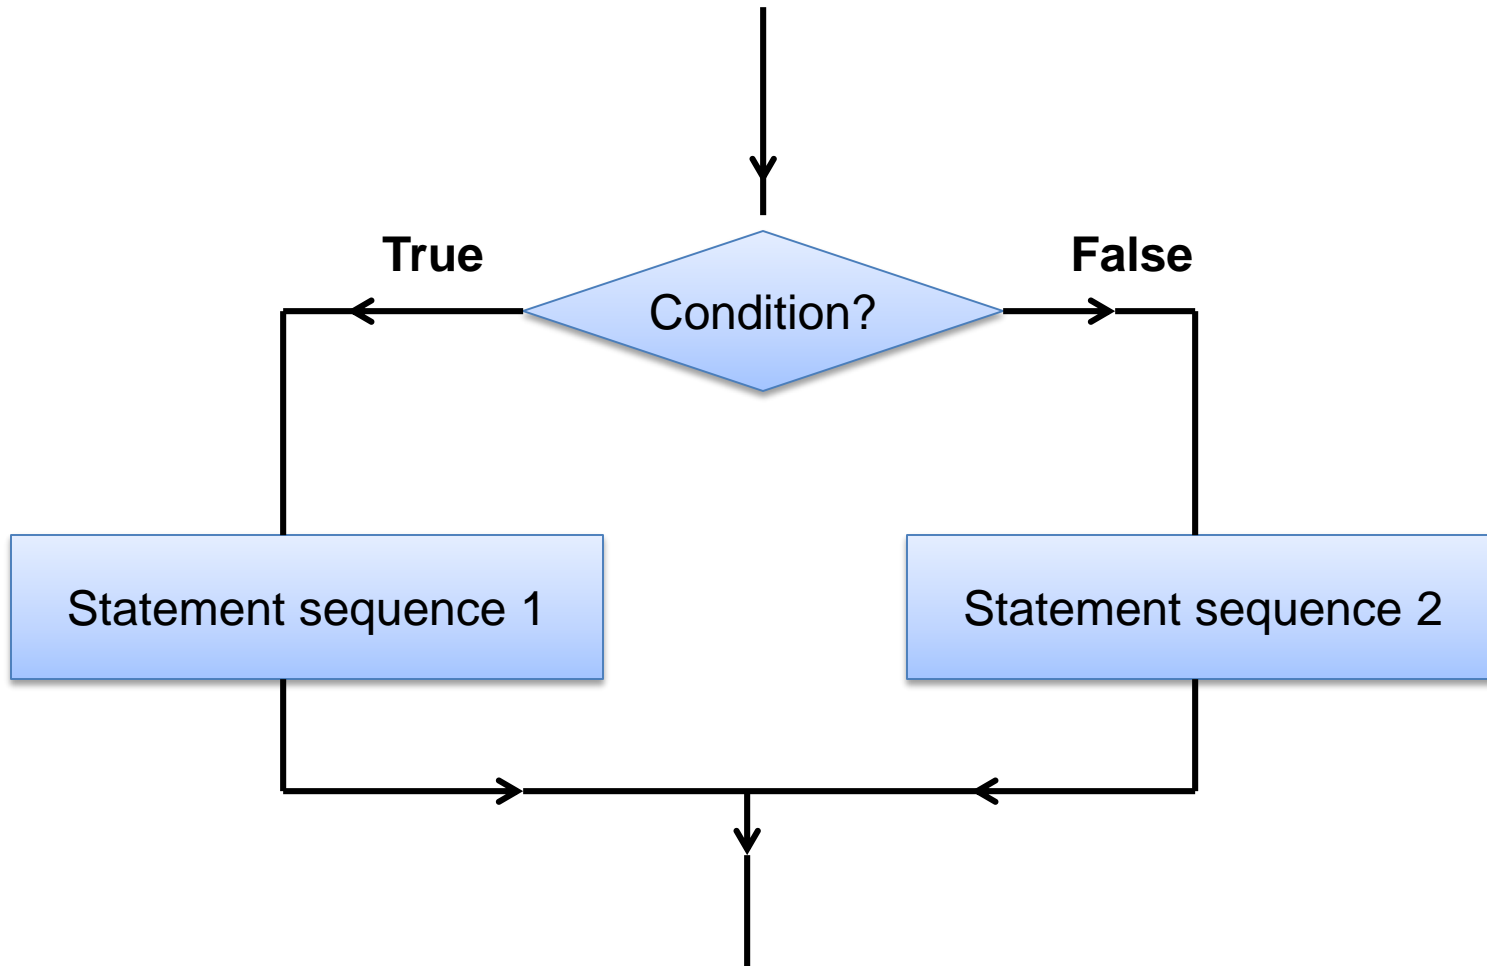 True
False
Condition?
Statement sequence 1
Statement sequence 2